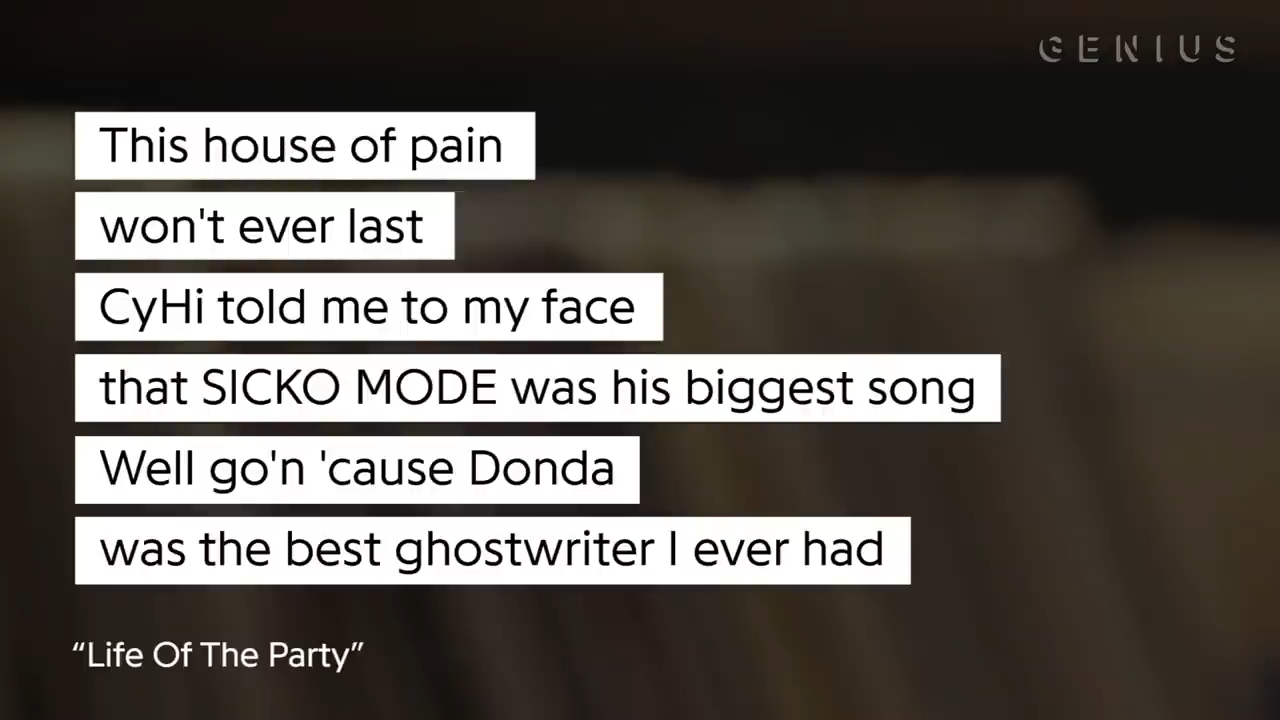 GENIUS
This house of pain
won't ever last
CyHi told me to my face
that SICKO MODE was his biggest song
Well go'n 'cause Donda
was the best ghostwriter I ever had
“Life Of The Party”